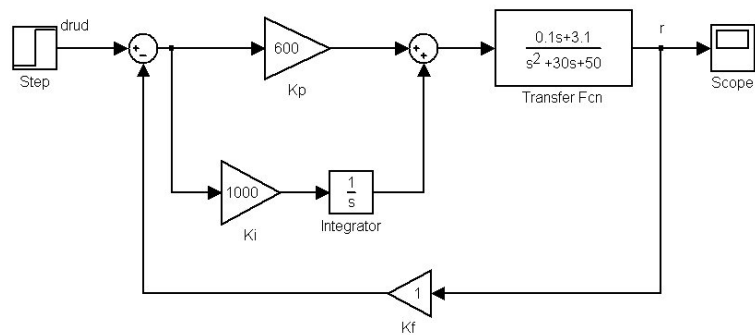 drud
Step
+
−
600
Kp
+
+
0.1s+3.1
s²+30s+50
Transfer Fcn
r
Scope
1000
Ki
1
s
Integrator
1
Kf